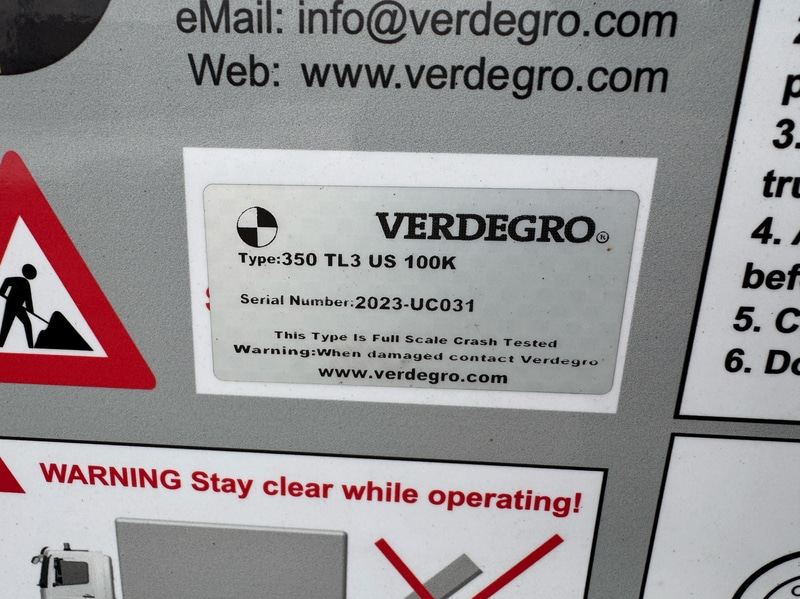 eMail: info@verdegro.com
Web: www.verdegro.com
VERDEGRO®
Type:350 TL3 US 100K
Serial Number:2023-UC031
This Type Is Full Scale Crash Tested
Warning:When damaged contact Verdegro
www.verdegro.com
WARNING Stay clear while operating!
3.
4.
5. C
6. Do